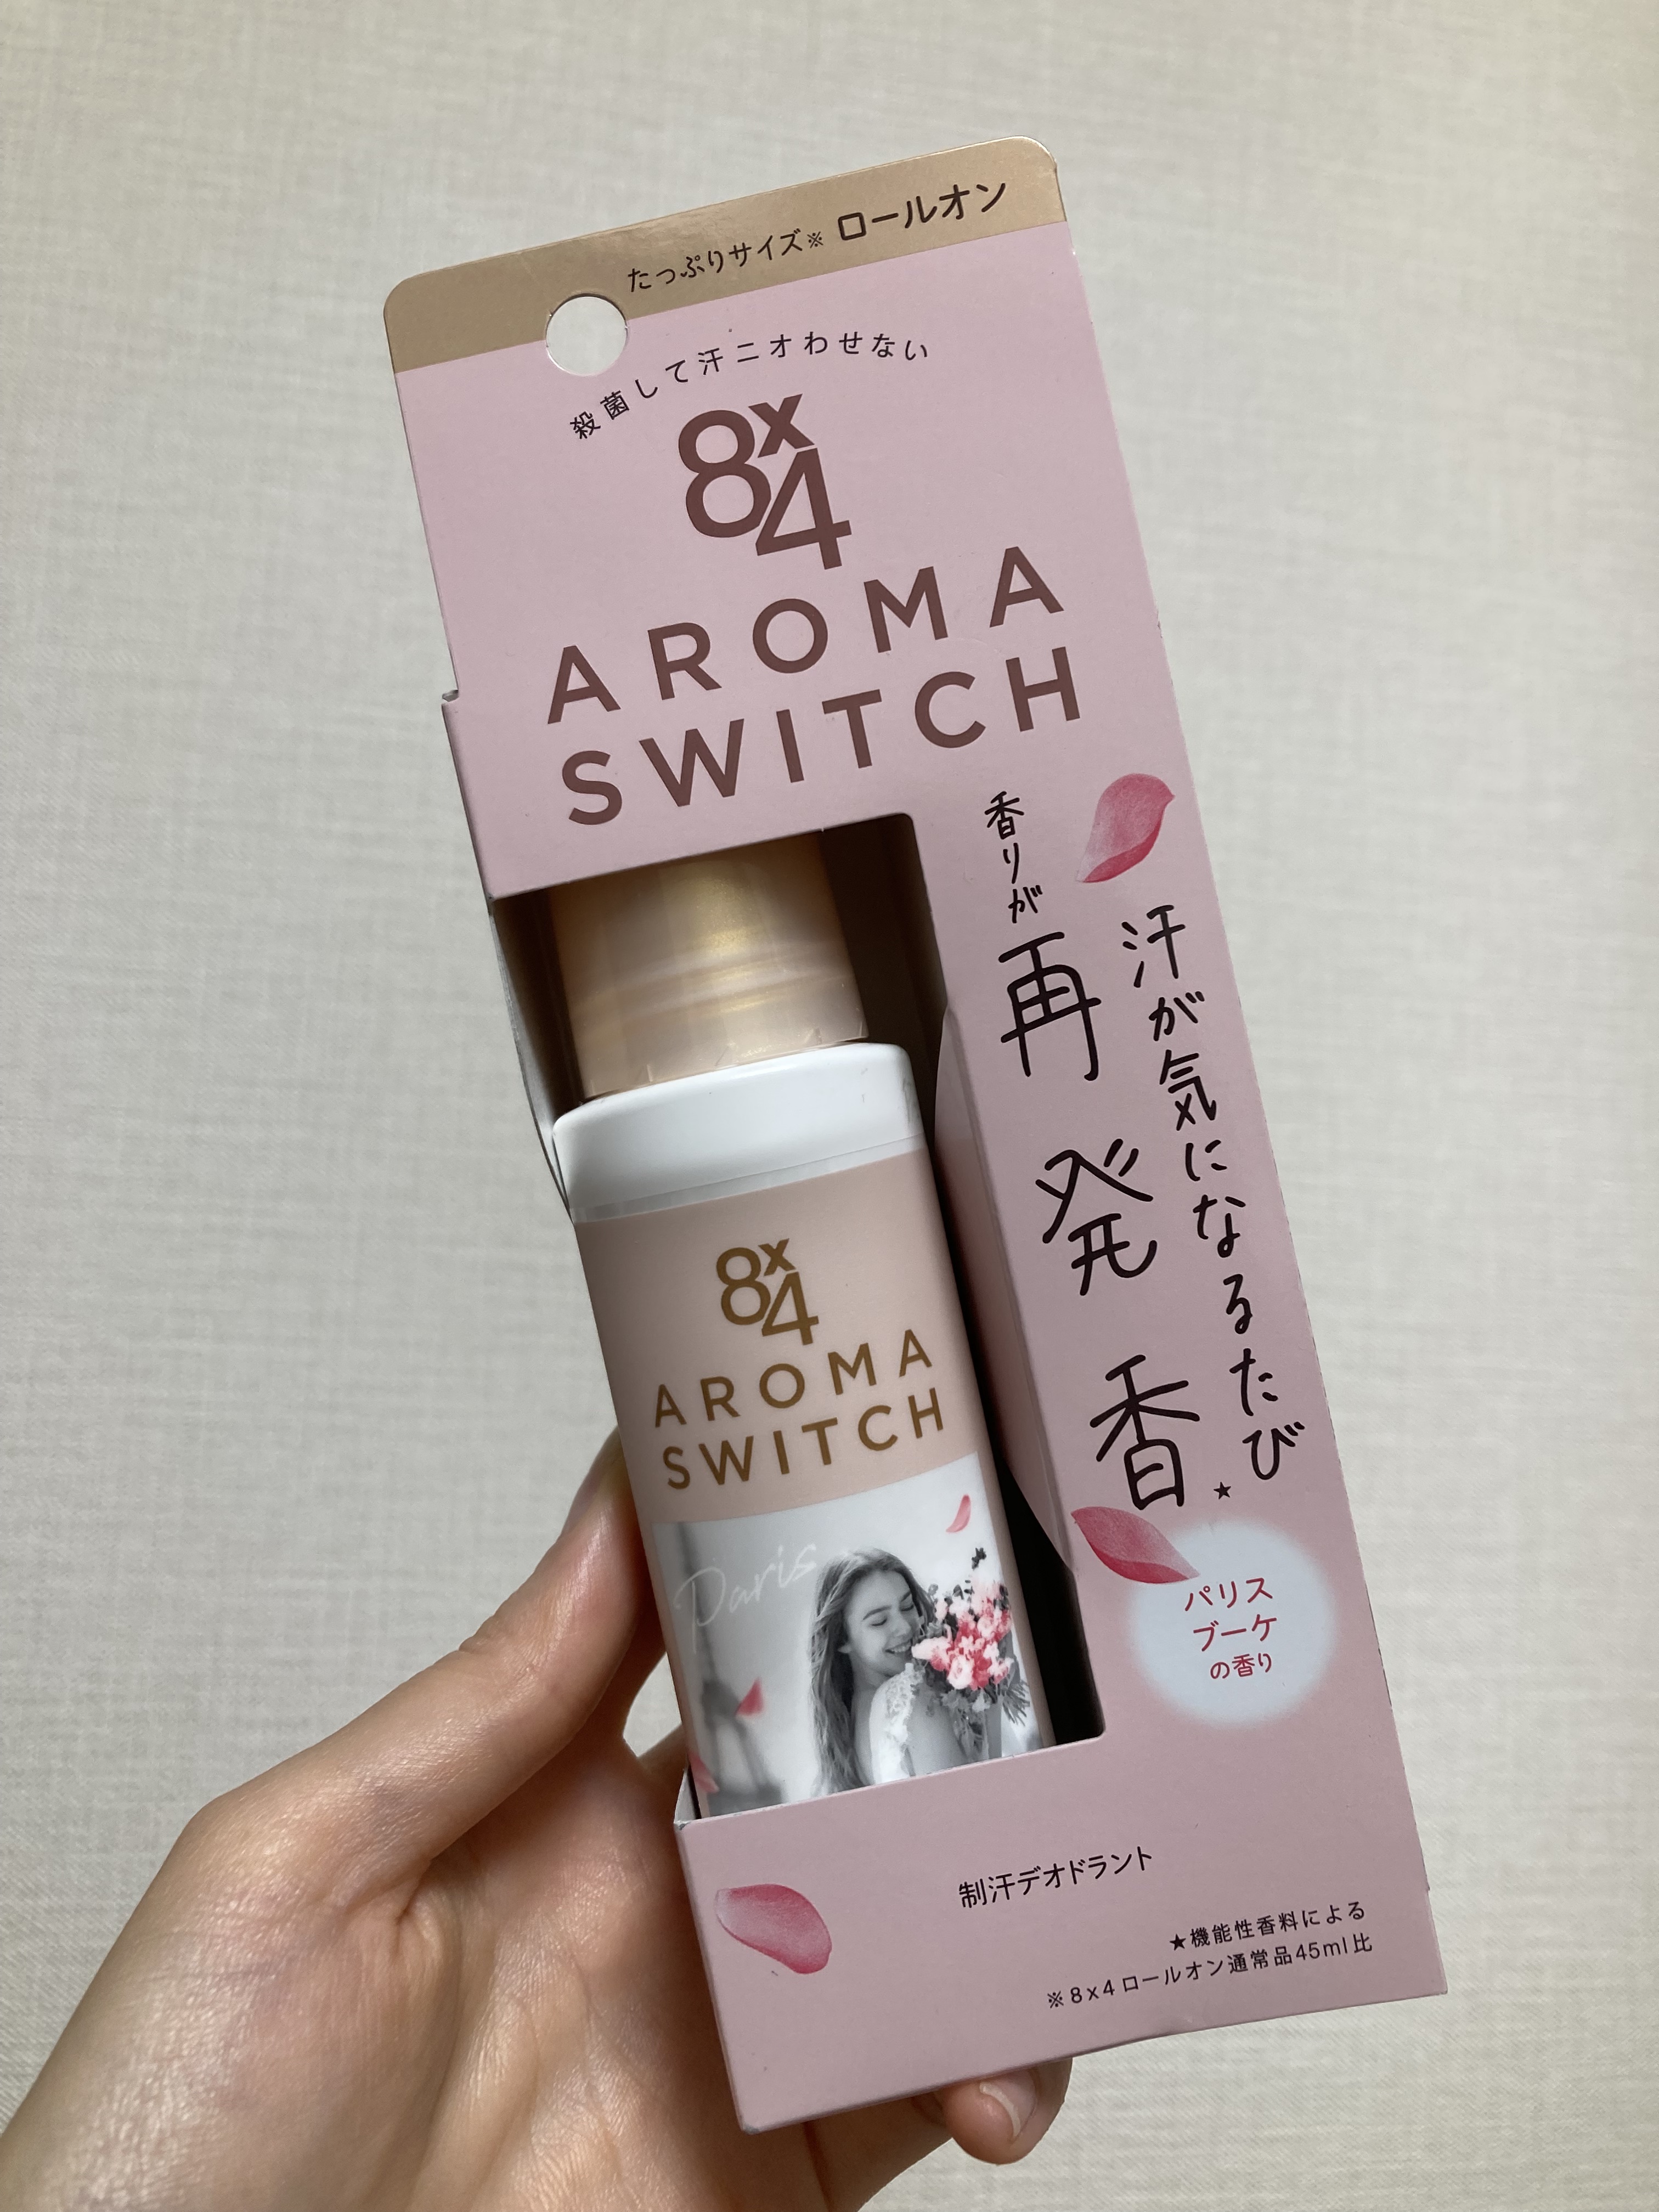 たっぷりサイズ※ ロールオン
殺菌して汗ニオわせない
8x4
AROMA
SWITCH
汗が気になるたび
香りが再発香★
8x4
AROMA
SWITCH
Paris
パリス
ブーケ
の香り
制汗デオドラント
★機能性香料による
※8x4ロールオン通常品45ml比